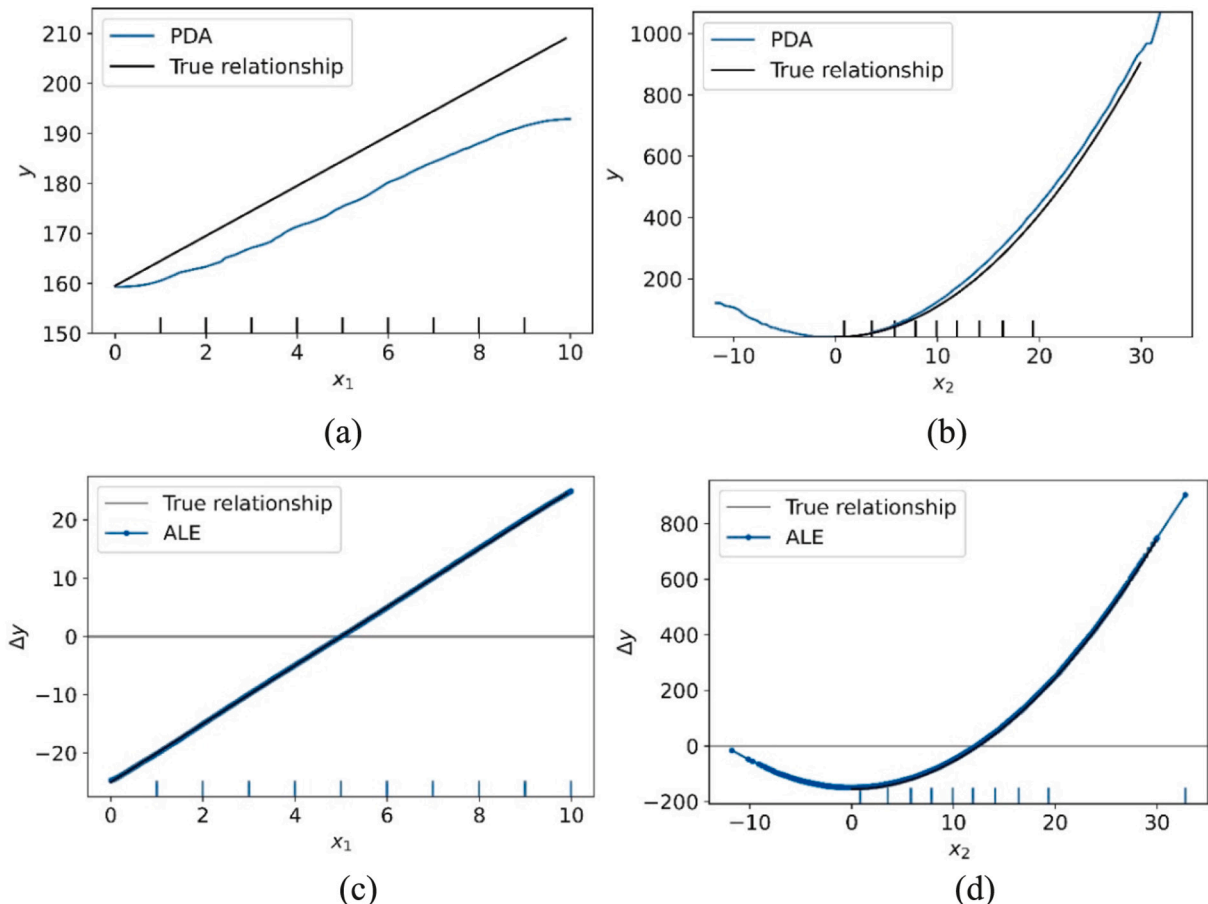 PDA
True relationship
y
210
200
190
180
170
160
150
0 2 4 6 8 10
x₁
(a)
PDA
True relationship
y
1000
800
600
400
200
−10 0 10 20 30
x₂
(b)
True relationship
ALE
Δy
20
10
0
−10
−20
0 2 4 6 8 10
x₁
(c)
True relationship
ALE
Δy
800
600
400
200
0
−200
−10 0 10 20 30
x₂
(d)